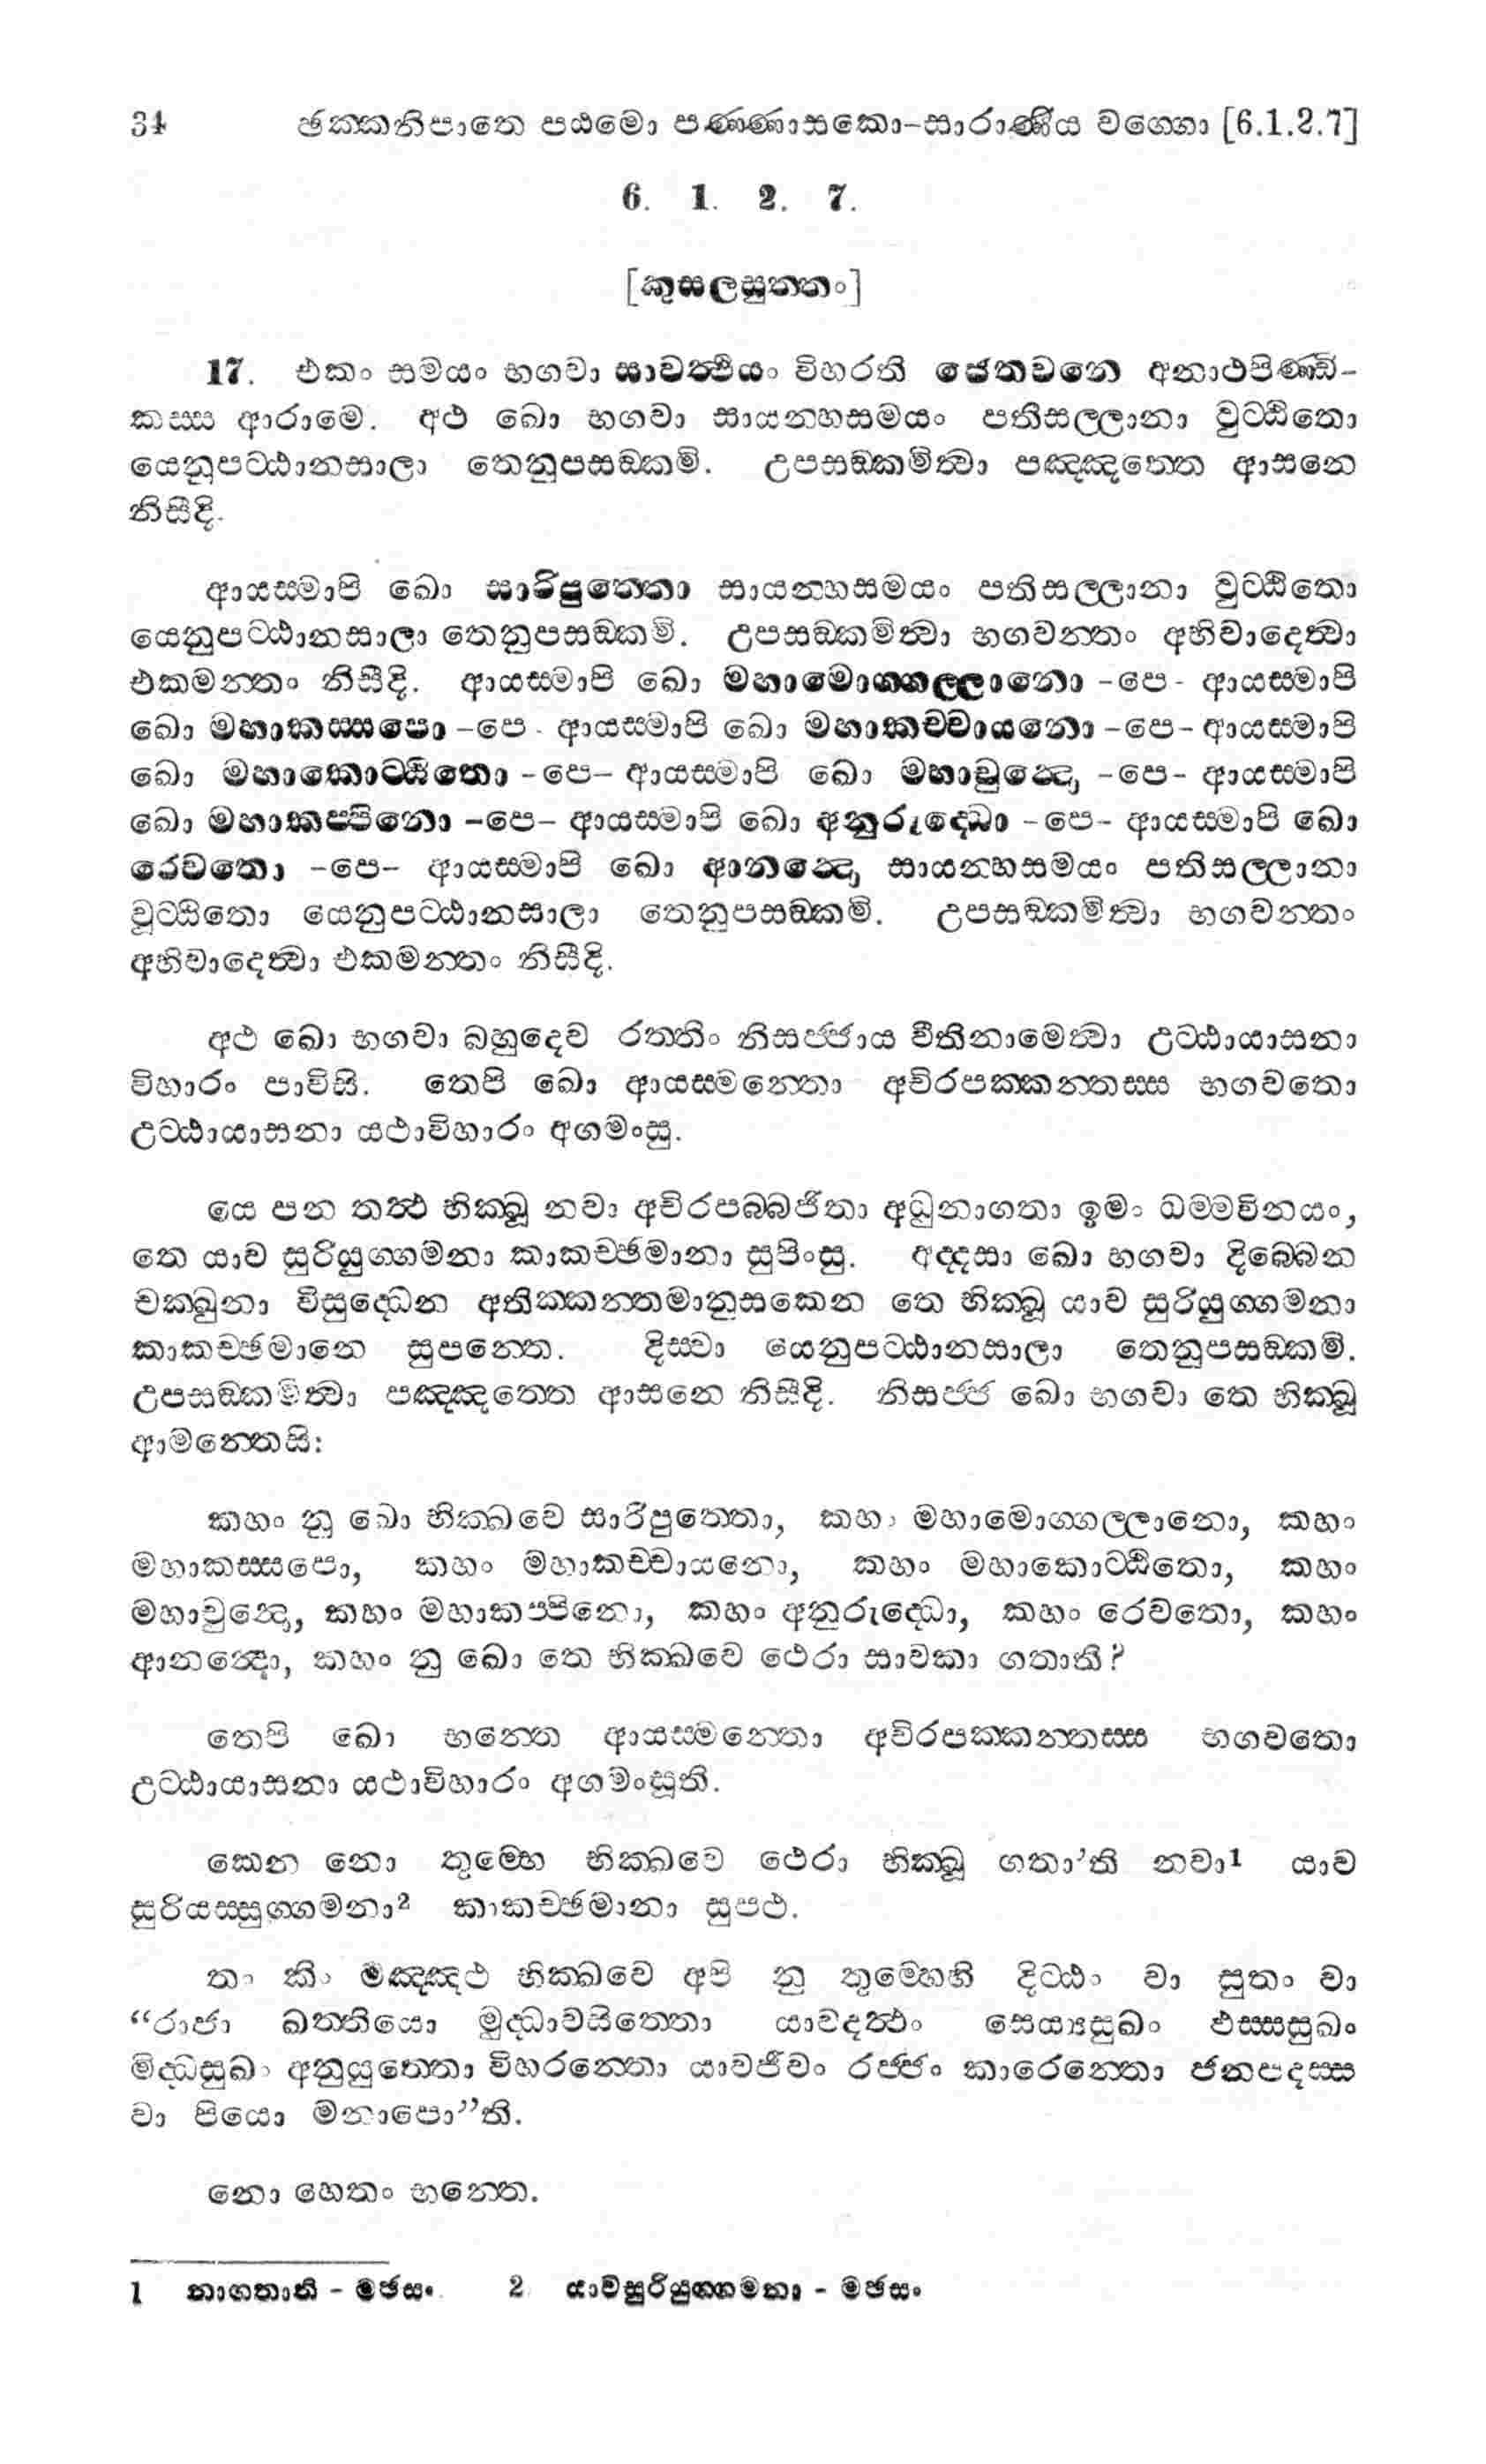 34 ඡක්කනිපාතෙ පඨමො පණ්ණාසකො-සාරාණීය වග්ගො [6.1.2.7]
6. 1. 2. 7.
[කුසලසුත්තං]
17. එකං සමයං භගවා සාවත්ථියං විහරති ජෙතවනෙ අනාථපිණ්ඩි-
කස්ස ආරාමෙ. අථ ඛො භගවා සායන්හසමයං පතිසල්ලානා වුට්ඨිතො
යෙනුපට්ඨානසාලා තෙනුපසඞ්කමි. උපසඞ්කමිත්වා පඤ්ඤත්තෙ ආසනෙ
නිසීදි.
ආයස්මාපි ඛො සාරිපුත්තො සායන්හසමයං පතිසල්ලානා වුට්ඨිතො
යෙනුපට්ඨානසාලා තෙනුපසඞ්කමි. උපසඞ්කමිත්වා භගවන්තං අභිවාදෙත්වා
එකමන්තං නිසීදි. ආයස්මාපි ඛො මහාමොග්ගල්ලානො -පෙ- ආයස්මාපි
ඛො මහාකස්සපො -පෙ- ආයස්මාපි ඛො මහාකච්චායනො -පෙ- ආයස්මාපි
ඛො මහාකොට්ඨිතො -පෙ- ආයස්මාපි ඛො මහාචුන්දො -පෙ- ආයස්මාපි
ඛො මහාකප්පිනො -පෙ- ආයස්මාපි ඛො අනුරුද්ධො -පෙ- ආයස්මාපි ඛො
රෙවතො -පෙ- ආයස්මාපි ඛො ආනන්දො සායන්හසමයං පතිසල්ලානා
වුට්ඨිතො යෙනුපට්ඨානසාලා තෙනුපසඞ්කමි. උපසඞ්කමිත්වා භගවන්තං
අභිවාදෙත්වා එකමන්තං නිසීදි.
අථ ඛො භගවා බහුදෙව රත්තිං නිසජ්ජාය වීතිනාමෙත්වා උට්ඨායාසනා
විහාරං පාවිසි. තෙපි ඛො ආයස්මන්තො අචිරපක්කන්තස්ස භගවතො
උට්ඨායාසනා යථාවිහාරං අගමංසු.
යෙ පන තත්ථ භික්ඛූ නවා අචිරපබ්බජිතා අධුනාගතා ඉමං ධම්මවිනයං,
තෙ යාව සුරියුග්ගමනා කාකච්ඡමානා සුපිංසු. අද්දසා ඛො භගවා දිබ්බෙන
චක්ඛුනා විසුද්ධෙන අතික්කන්තමානුසකෙන තෙ භික්ඛූ යාව සුරියුග්ගමනා
කාකච්ඡමානෙ සුපන්තෙ. දිස්වා යෙනුපට්ඨානසාලා තෙනුපසඞ්කමි.
උපසඞ්කමිත්වා පඤ්ඤත්තෙ ආසනෙ නිසීදි. නිසජ්ජ ඛො භගවා තෙ භික්ඛූ
ආමන්තෙසි:
කහං නු ඛො භික්ඛවෙ සාරිපුත්තො, කහං මහාමොග්ගල්ලානො, කහං
මහාකස්සපො, කහං මහාකච්චායනො, කහං මහාකොට්ඨිතො, කහං
මහාචුන්දො, කහං මහාකප්පිනො, කහං අනුරුද්ධො, කහං රෙවතො, කහං
ආනන්දො, කහං නු ඛො තෙ භික්ඛවෙ ථෙරා සාවකා ගතාති?
තෙපි ඛො භන්තෙ ආයස්මන්තො අචිරපක්කන්තස්ස භගවතො
උට්ඨායාසනා යථාවිහාරං අගමංසූති.
කෙන නො තුම්හෙ භික්ඛවෙ ථෙරා භික්ඛූ ගතා’ති නවා¹ යාව
සුරියස්සුග්ගමනා² කාකච්ඡමානා සුපථ.
තං කිං මඤ්ඤථ භික්ඛවෙ අපි නු තුම්හෙහි දිට්ඨං වා සුතං වා
“රාජා ඛත්තියො මුද්ධාවසිත්තො යාවදත්ථං සෙය්‍යසුඛං ඵස්සසුඛං
මිද්ධසුඛං අනුයුත්තො විහරන්තො යාවජීවං රජ්ජං කාරෙන්තො ජනපදස්ස
වා පියො මනාපො”ති.
නො හෙතං භන්තෙ.
1 නාගතාති - මඡසං. 2 යාවසුරියුග්ගමනා - මඡසං